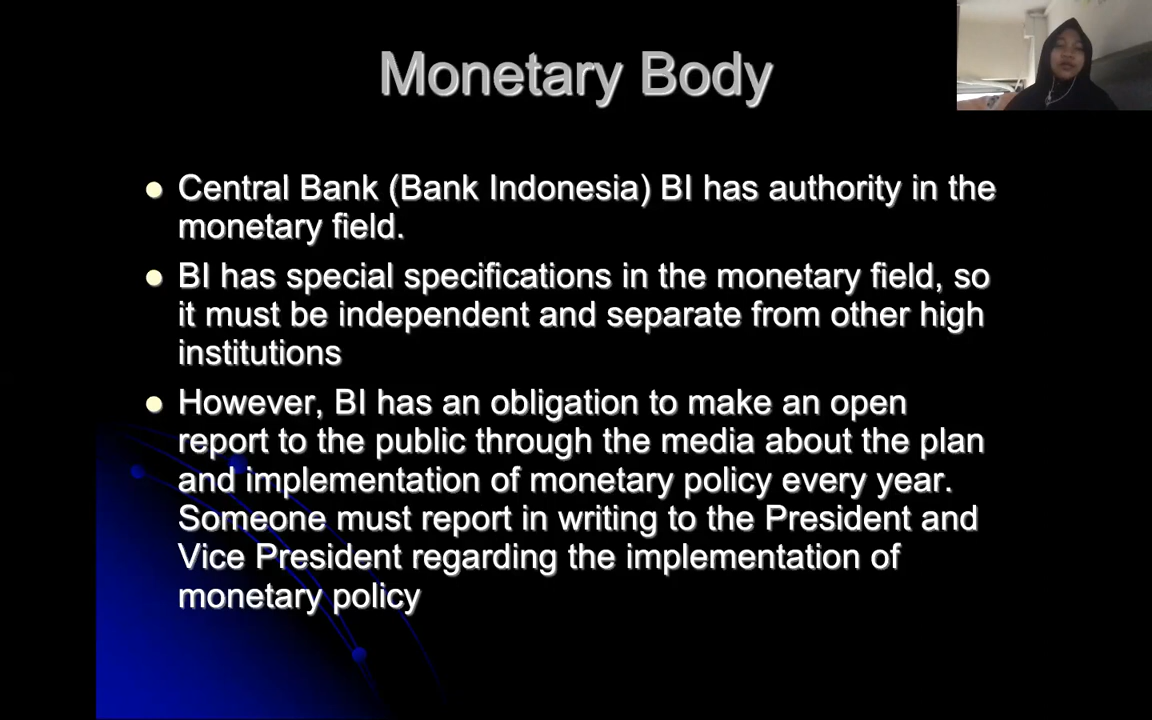 Monetary Body
Central Bank (Bank Indonesia) BI has authority in the
monetary field.
BI has special specifications in the monetary field, so
it must be independent and separate from other high
institutions
However, BI has an obligation to make an open
report to the public through the media about the plan
and implementation of monetary policy every year.
Someone must report in writing to the President and
Vice President regarding the implementation of
monetary policy